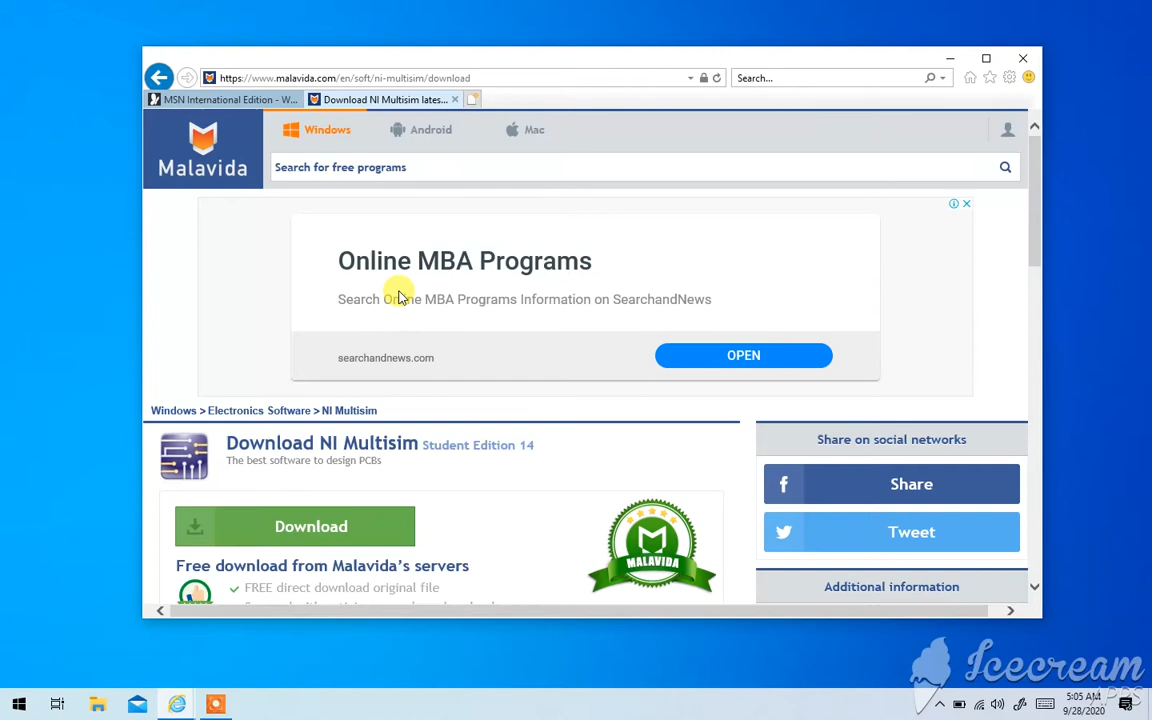 https://www.malavida.com/en/soft/ni-multisim/download
Search...
MSN International Edition - W...
Download NI Multisim lates...
Malavida
Windows
Android
Mac
Search for free programs
Online MBA Programs
Search Online MBA Programs Information on SearchandNews
searchandnews.com
OPEN
Windows > Electronics Software > NI Multisim
Download NI Multisim Student Edition 14
The best software to design PCBs
Download
Free download from Malavida's servers
FREE direct download original file
MALAVIDA
Share on social networks
Share
Tweet
Additional information
Icecream
APPS
5:05 AM
9/28/2020